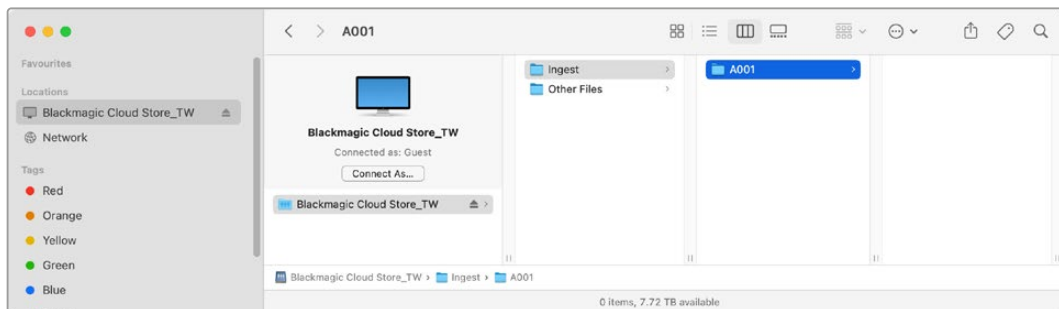 A001
Favourites
Locations
Blackmagic Cloud Store_TW
Network
Tags
Red
Orange
Yellow
Green
Blue
Blackmagic Cloud Store_TW
Connected as: Guest
Connect As...
Blackmagic Cloud Store_TW
Ingest
Other Files
A001
Blackmagic Cloud Store_TW › Ingest › A001
0 items, 7.72 TB available